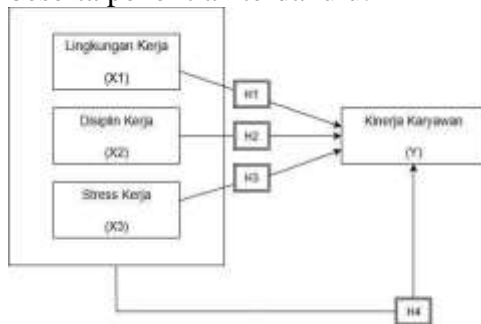 Lingkungan Kerja
(X1)
H1
Disiplin Kerja
(X2)
H2
Kinerja Karyawan
(Y)
Stress Kerja
(X3)
H3
H4